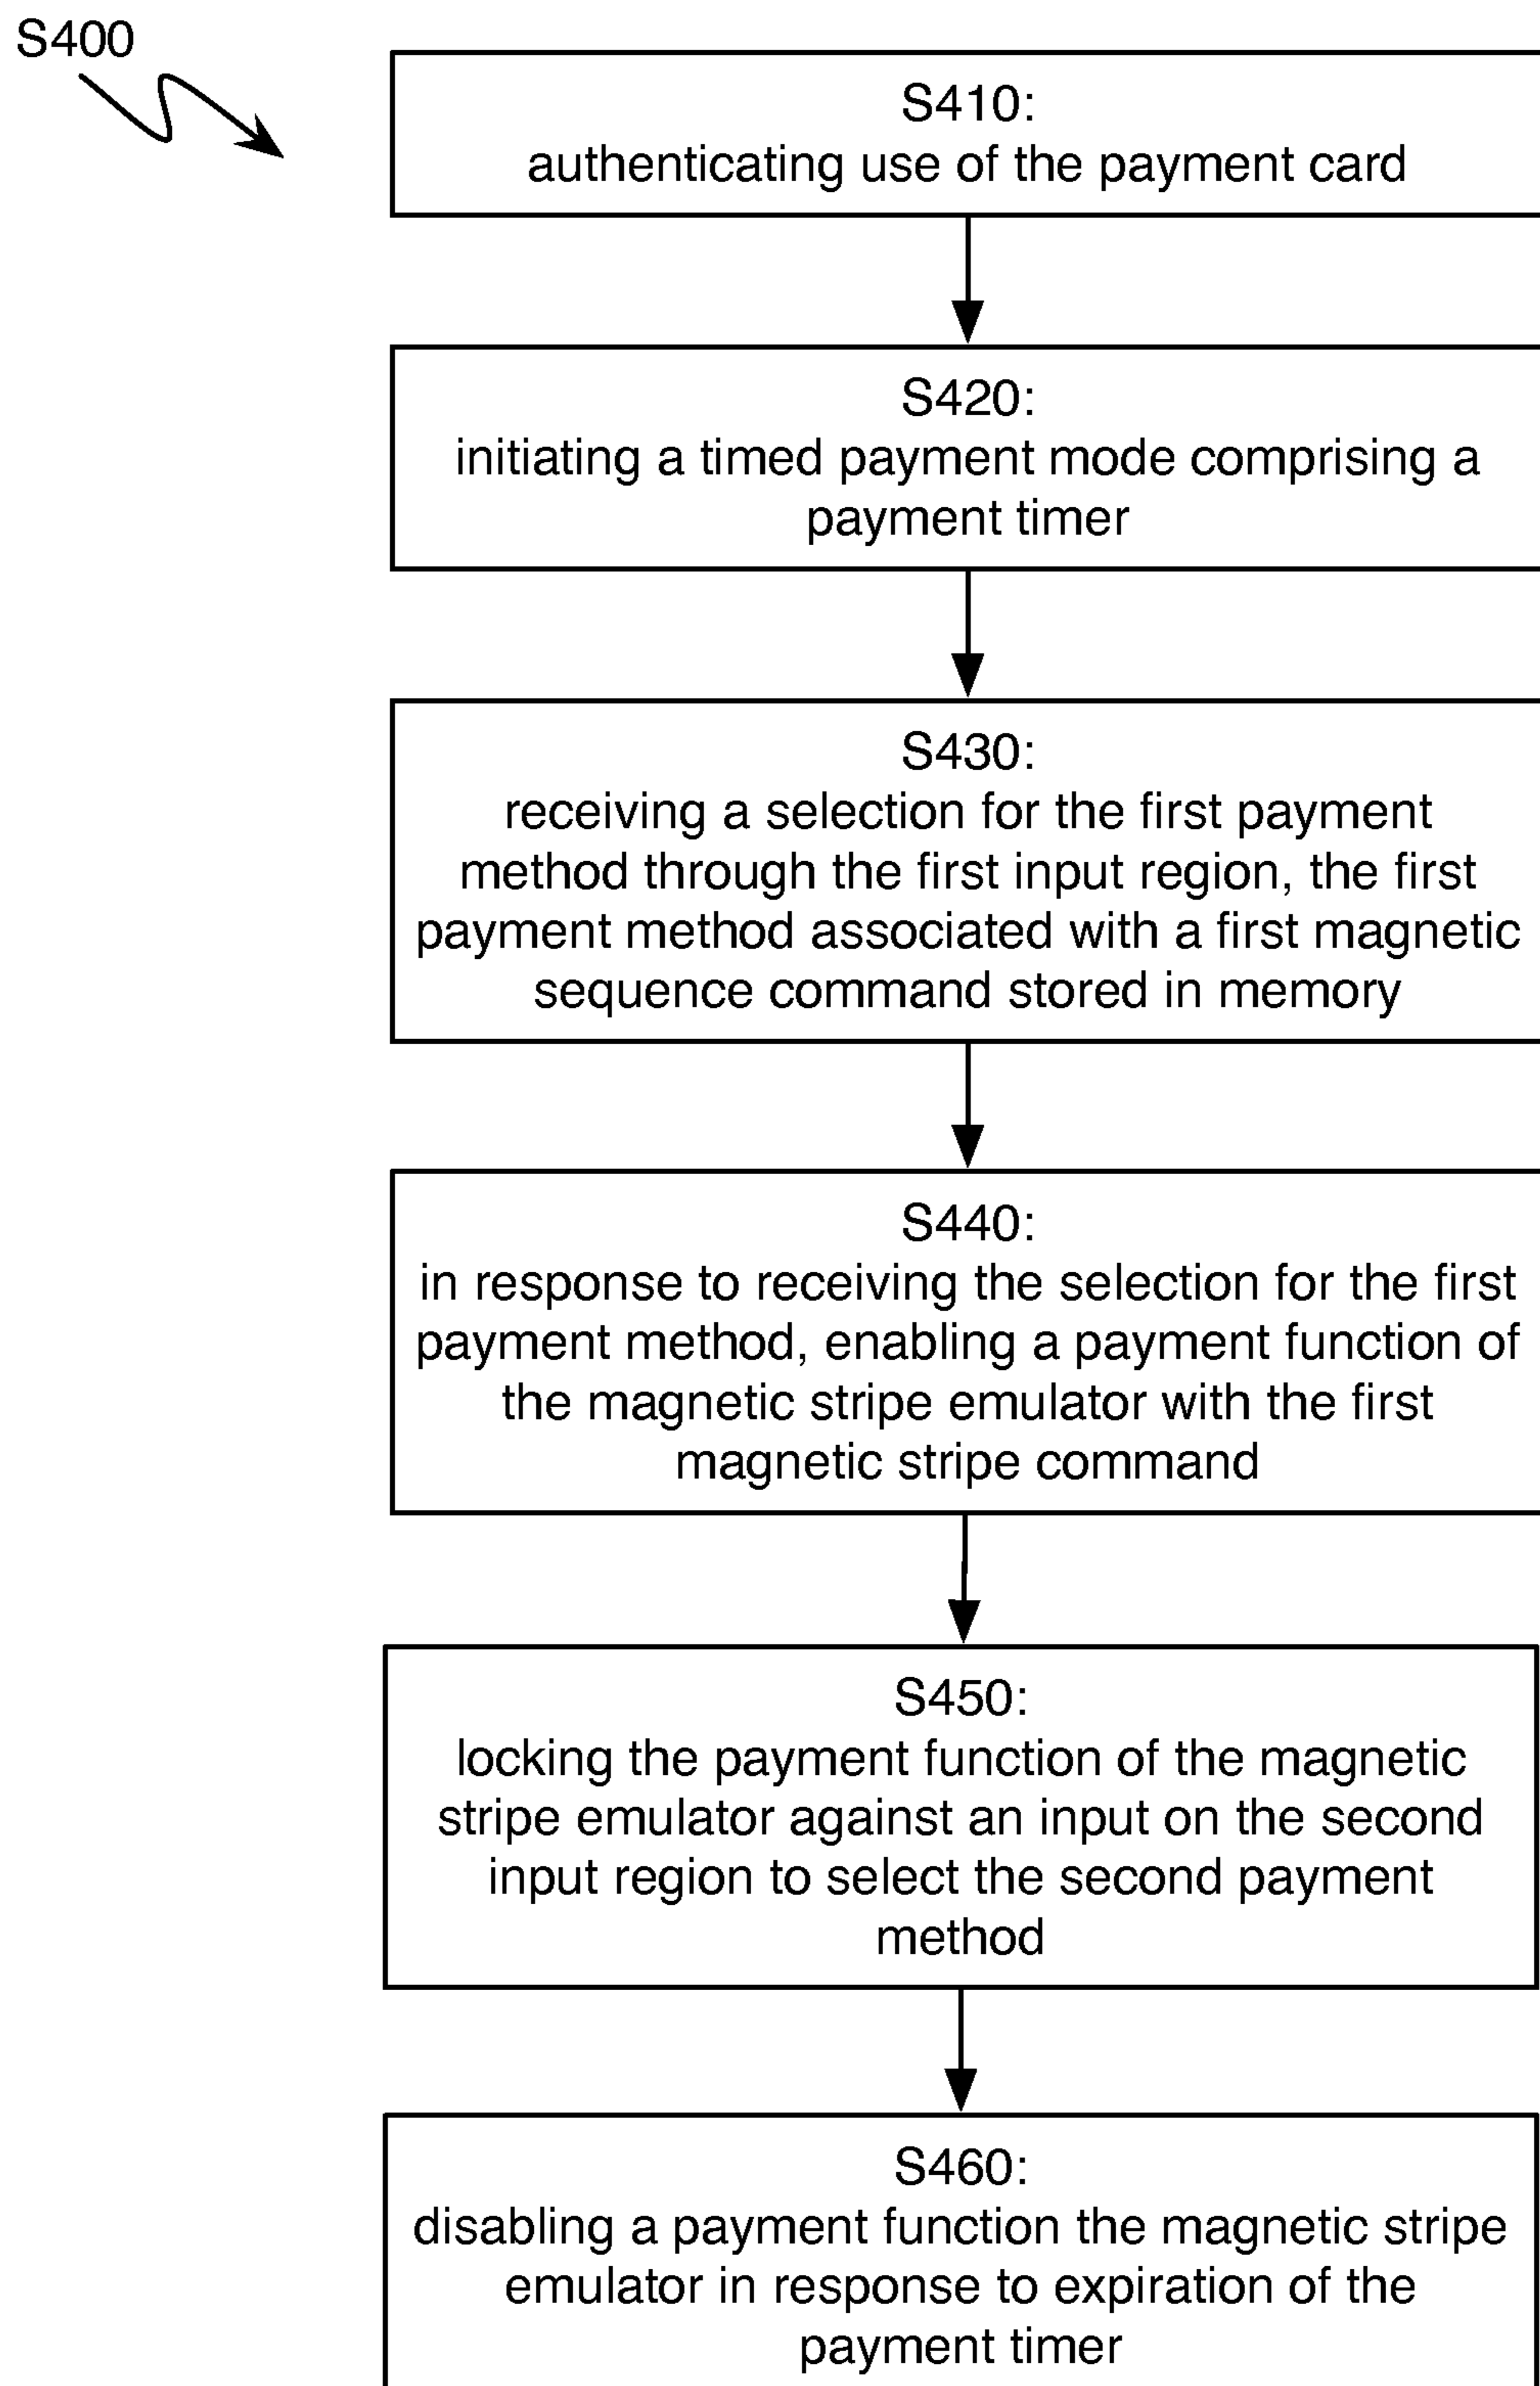 S400
S410:
authenticating use of the payment card
S420:
initiating a timed payment mode comprising a
payment timer
S430:
receiving a selection for the first payment
method through the first input region, the first
payment method associated with a first magnetic
sequence command stored in memory
S440:
in response to receiving the selection for the first
payment method, enabling a payment function of
the magnetic stripe emulator with the first
magnetic stripe command
S450:
locking the payment function of the magnetic
stripe emulator against an input on the second
input region to select the second payment
method
S460:
disabling a payment function the magnetic stripe
emulator in response to expiration of the
payment timer